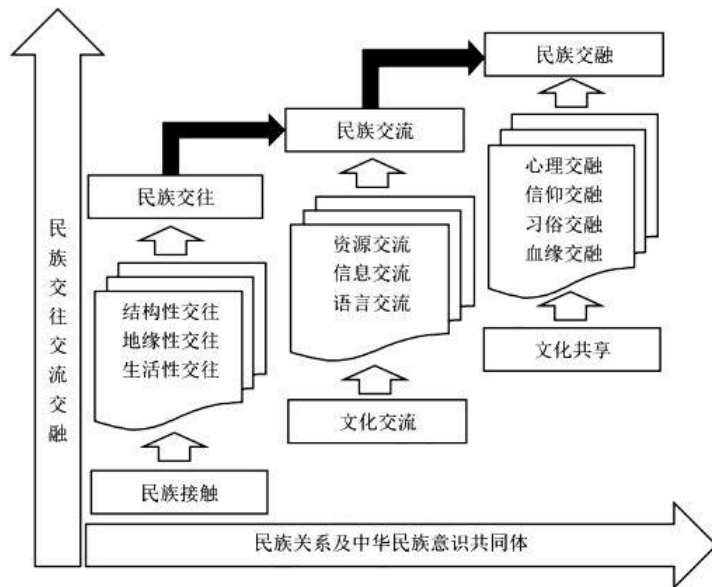 民族交融
民族交流
心理交融
信仰交融
习俗交融
血缘交融
民族交往
资源交流
信息交流
语言交流
结构性交往
地缘性交往
生活性交往
文化共享
文化交流
民族接触
民族交往交流交融
民族关系及中华民族意识共同体